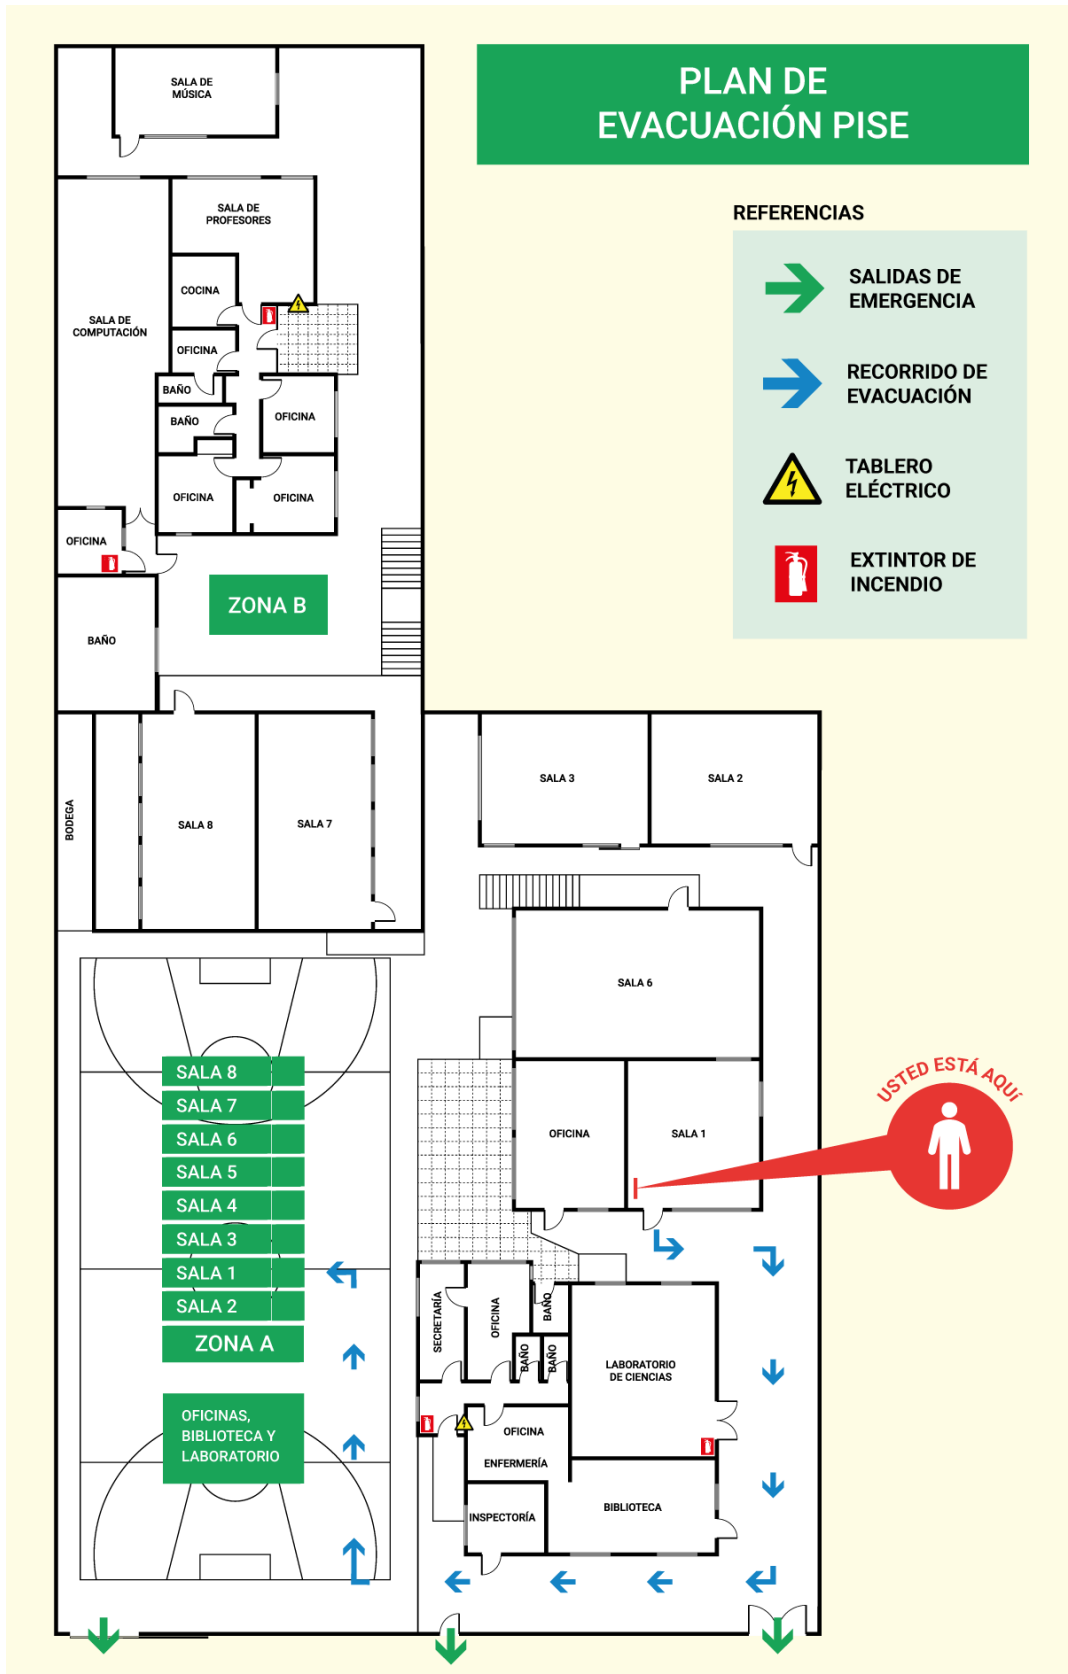 PLAN DE
EVACUACIÓN PISE
REFERENCIAS
SALIDAS DE
EMERGENCIA
RECORRIDO DE
EVACUACIÓN
TABLERO
ELÉCTRICO
EXTINTOR DE
INCENDIO
SALA DE
MÚSICA
SALA DE
PROFESORES
COCINA
SALA DE
COMPUTACIÓN
OFICINA
BAÑO
BAÑO
OFICINA
OFICINA
OFICINA
OFICINA
ZONA B
BAÑO
BODEGA
SALA 8
SALA 7
SALA 3
SALA 2
SALA 6
OFICINA
SALA 1
USTED ESTÁ AQUÍ
SALA 8
SALA 7
SALA 6
SALA 5
SALA 4
SALA 3
SALA 1
SALA 2
ZONA A
OFICINAS,
BIBLIOTECA Y
LABORATORIO
SECRETARÍA
OFICINA
BAÑO
BAÑO
BAÑO
LABORATORIO
DE CIENCIAS
OFICINA
ENFERMERÍA
INSPECTORÍA
BIBLIOTECA